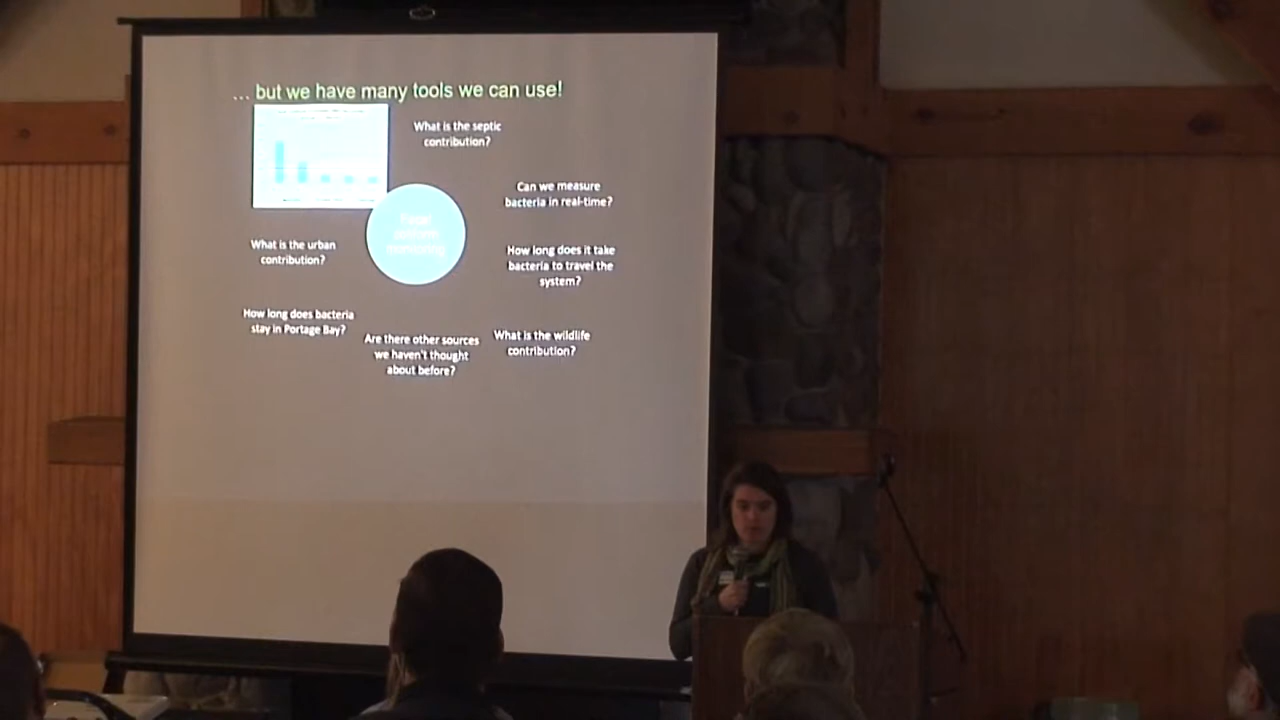 ... but we have many tools we can use!
What is the septic
contribution?
Can we measure
bacteria in real-time?
What is the urban
contribution?
How long does it take
bacteria to travel the
system?
How long does bacteria
stay in Portage Bay?
Are there other sources
we haven't thought
about before?
What is the wildlife
contribution?